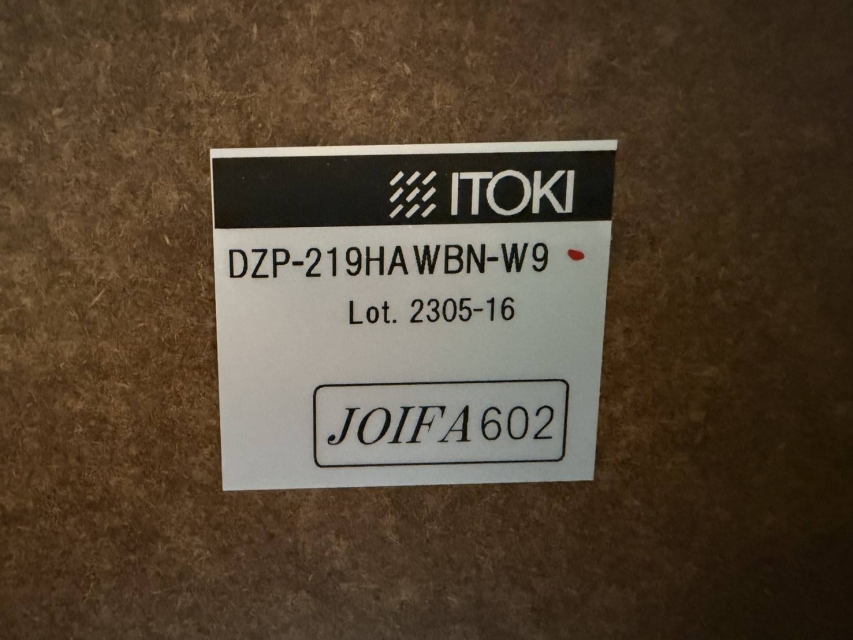 ITOKI
DZP-219HAWBN-W9
Lot. 2305-16
JOIFA602